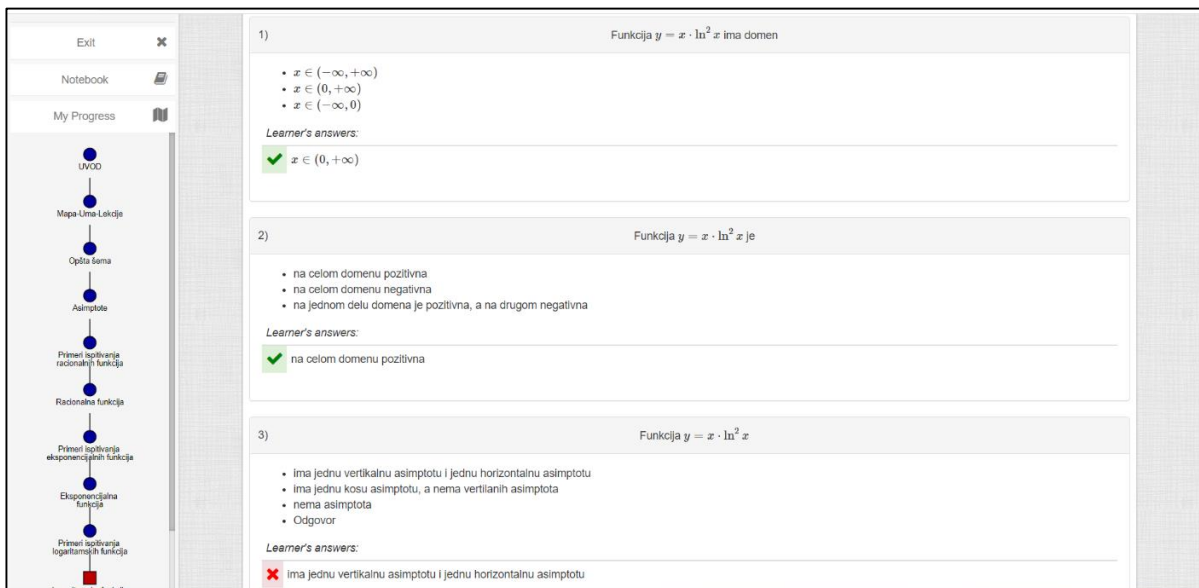 Exit
Notebook
My Progress
UVOD
Mapa-Uma-Lekcije
Opšta šema
Asimptote
Primeri ispitivanja
racionalnih funkcija
Racionalna funkcija
Primeri ispitivanja
eksponencijalnih funkcija
Eksponencijalna
funkcija
Primeri ispitivanja
logaritamskih funkcija
1) Funkcija y = x · ln² x ima domen
• x ∈ (−∞, +∞)
• x ∈ (0, +∞)
• x ∈ (−∞, 0)
Learner's answers:
x ∈ (0, +∞)
2) Funkcija y = x · ln² x je
• na celom domenu pozitivna
• na celom domenu negativna
• na jednom delu domena je pozitivna, a na drugom negativna
Learner's answers:
na celom domenu pozitivna
3) Funkcija y = x · ln² x
• ima jednu vertikalnu asimptotu i jednu horizontalnu asimptotu
• ima jednu kosu asimptotu, a nema vertilanih asimptota
• nema asimptota
• Odgovor
Learner's answers:
ima jednu vertikalnu asimptotu i jednu horizontalnu asimptotu